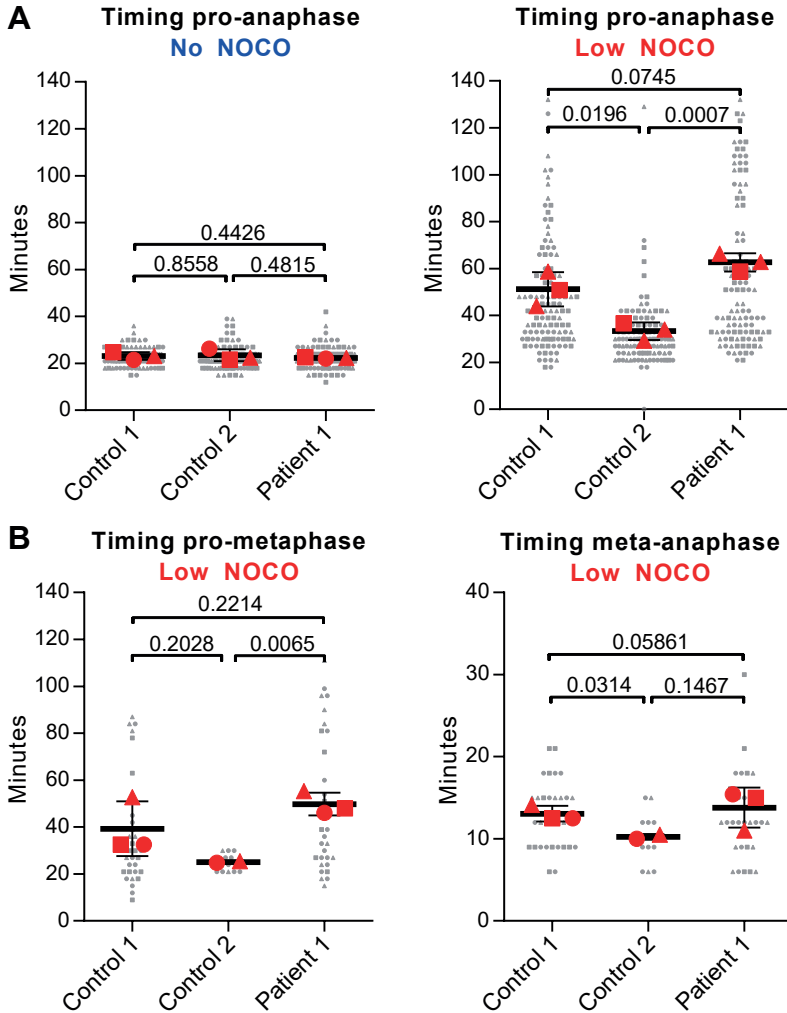 A
Timing pro-anaphase
No NOCO
Minutes
140
120
100
80
60
40
20
0
0.4426
0.8558
0.4815
Control 1
Control 2
Patient 1
Timing pro-anaphase
Low NOCO
Minutes
140
120
100
80
60
40
20
0
0.0745
0.0196
0.0007
Control 1
Control 2
Patient 1
B
Timing pro-metaphase
Low NOCO
Minutes
140
120
100
80
60
40
20
0
0.2214
0.2028
0.0065
Control 1
Control 2
Patient 1
Timing meta-anaphase
Low NOCO
Minutes
40
30
20
10
0
0.05861
0.0314
0.1467
Control 1
Control 2
Patient 1